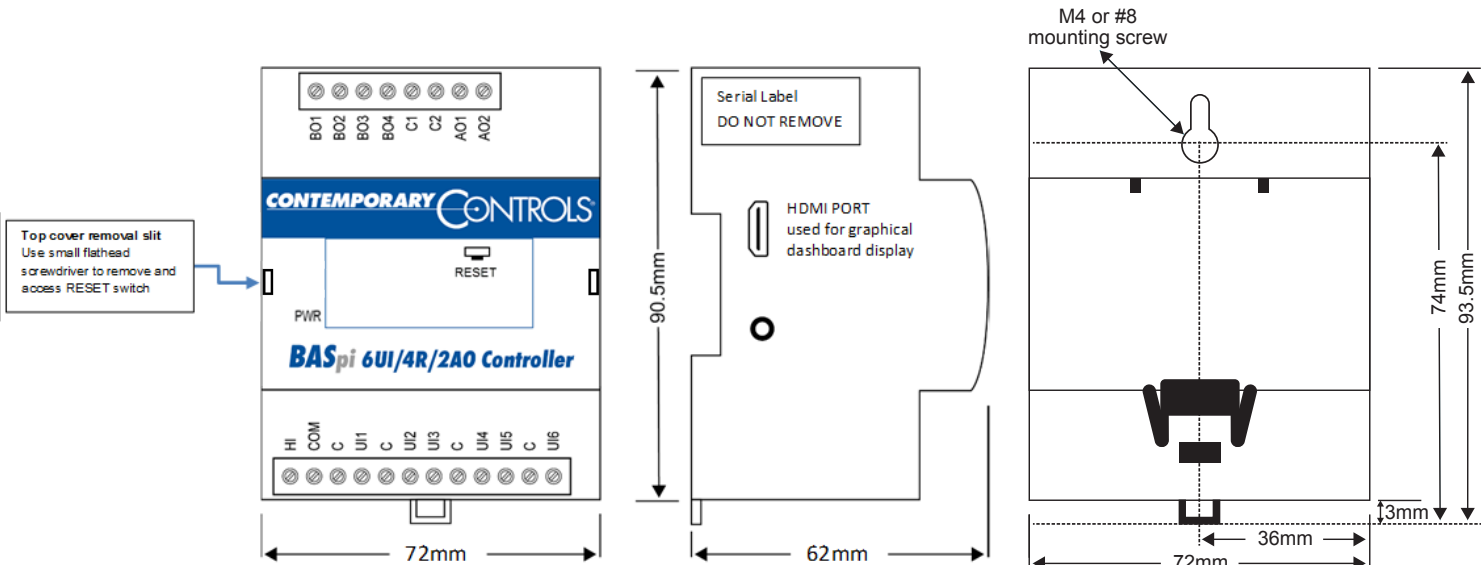 M4 or #8
mounting screw
BO1
BO2
BO3
BO4
C1
C2
AO1
AO2
Serial Label
DO NOT REMOVE
CONTEMPORARY CONTROLS
HDMI PORT
used for graphical
dashboard display
Top cover removal slit
Use small flathead
screwdriver to remove and
access RESET switch
RESET
PWR
BASpi 6UI/4R/2AO Controller
90.5mm
74mm
93.5mm
HI
COM
C
UI1
C
UI2
UI3
C
UI4
UI5
C
UI6
3mm
36mm
72mm
62mm
72mm